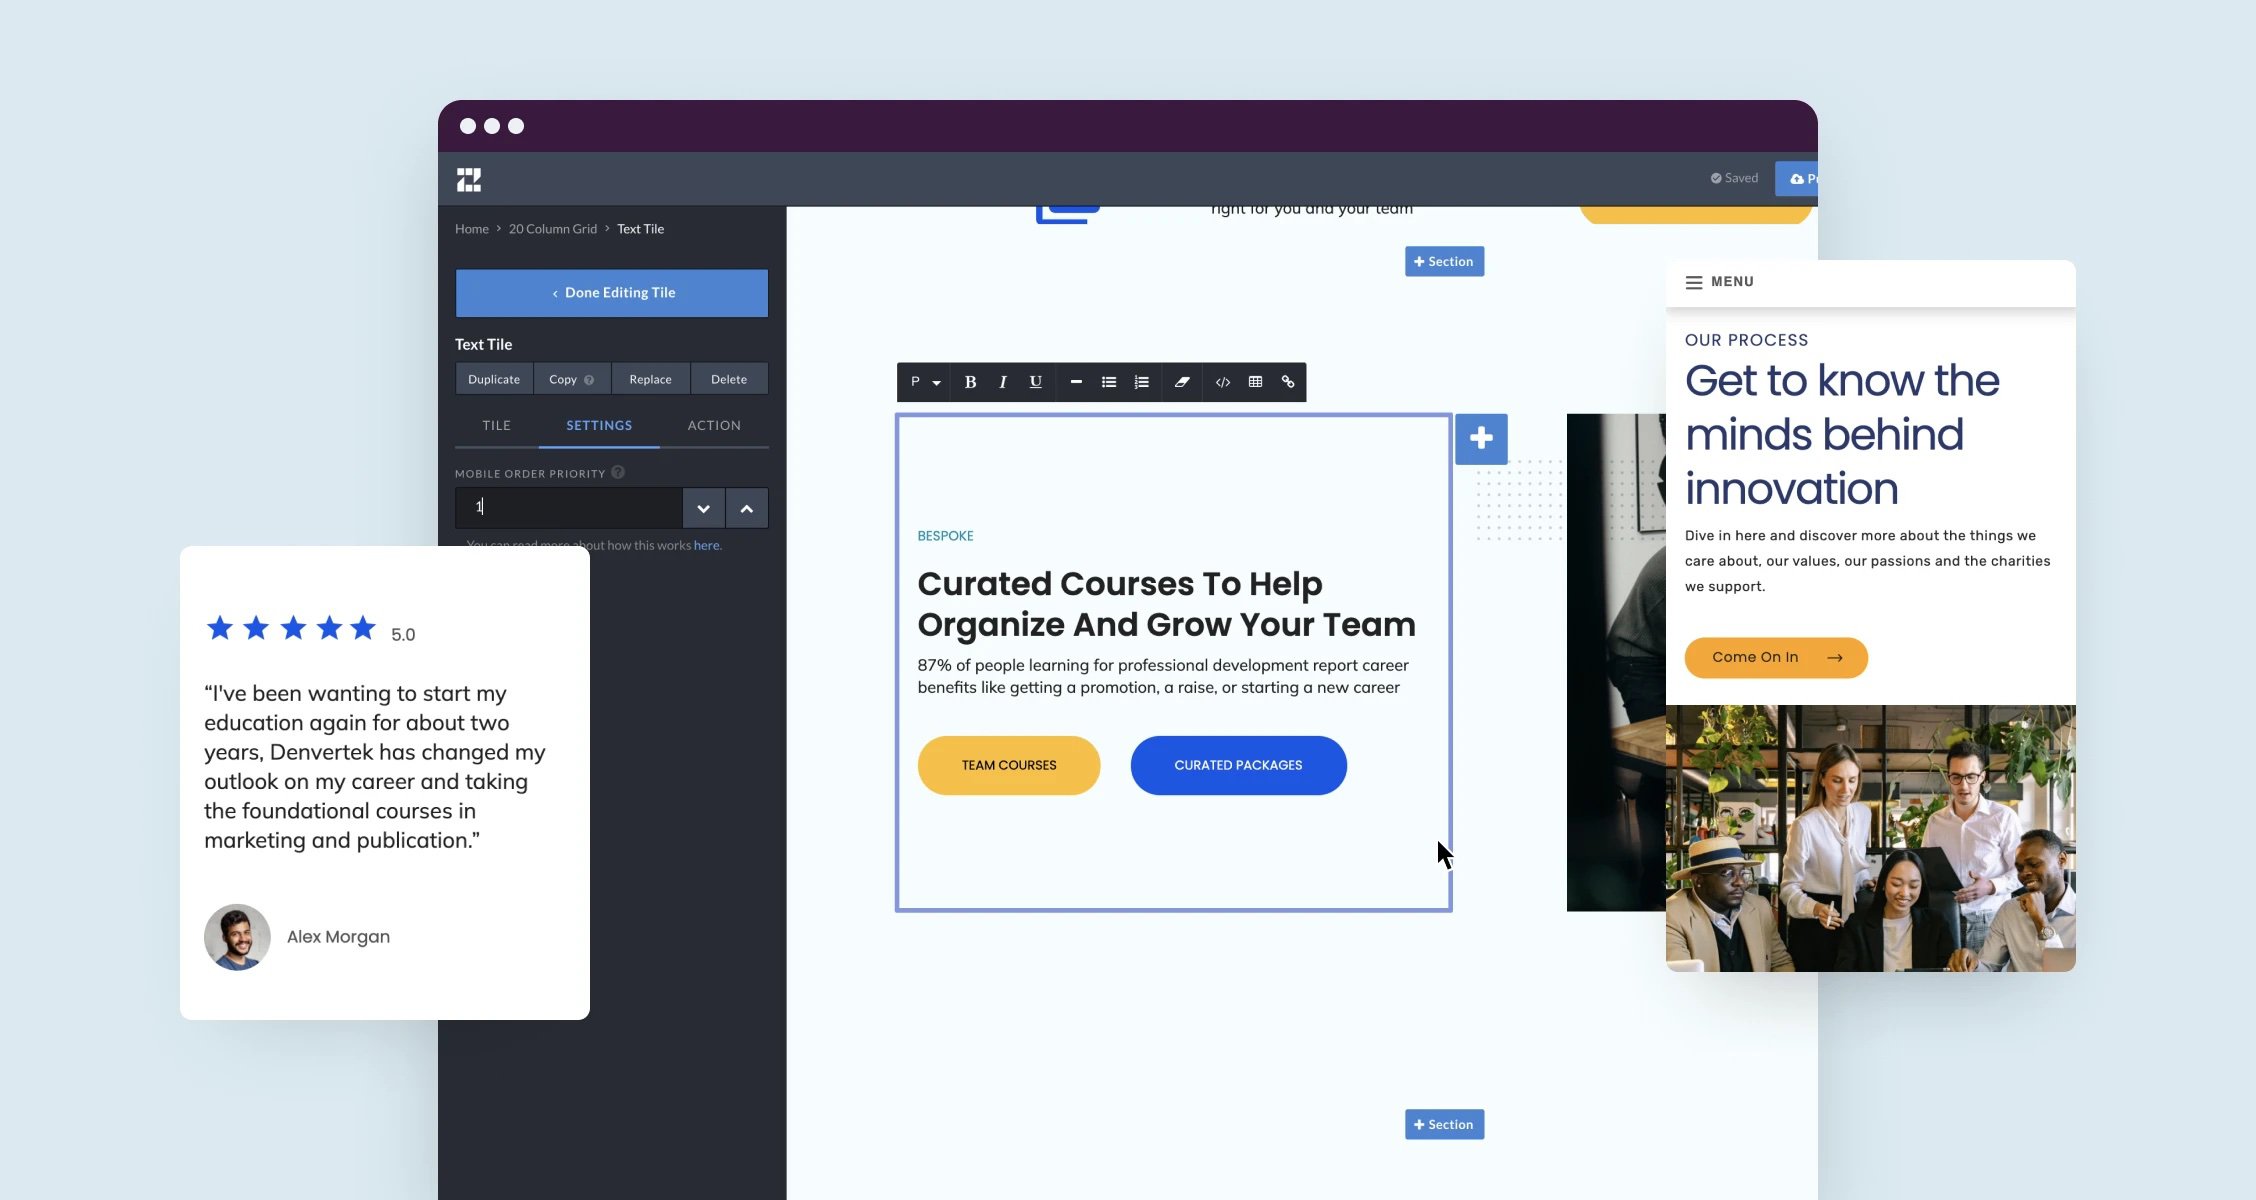 Saved
Home > 20 Column Grid > Text Tile
‹ Done Editing Tile
Text Tile
Duplicate
Copy
Replace
Delete
TILE
SETTINGS
ACTION
MOBILE ORDER PRIORITY
1
You can read more about how this works here.
★★★★★ 5.0
“I've been wanting to start my
education again for about two
years, Denvertek has changed my
outlook on my career and taking
the foundational courses in
marketing and publication.”
Alex Morgan
right for you and your team
+ Section
P
B
I
U
BESPOKE
Curated Courses To Help
Organize And Grow Your Team
87% of people learning for professional development report career
benefits like getting a promotion, a raise, or starting a new career
TEAM COURSES
CURATED PACKAGES
+ Section
MENU
OUR PROCESS
Get to know the
minds behind
innovation
Dive in here and discover more about the things we
care about, our values, our passions and the charities
we support.
Come On In →